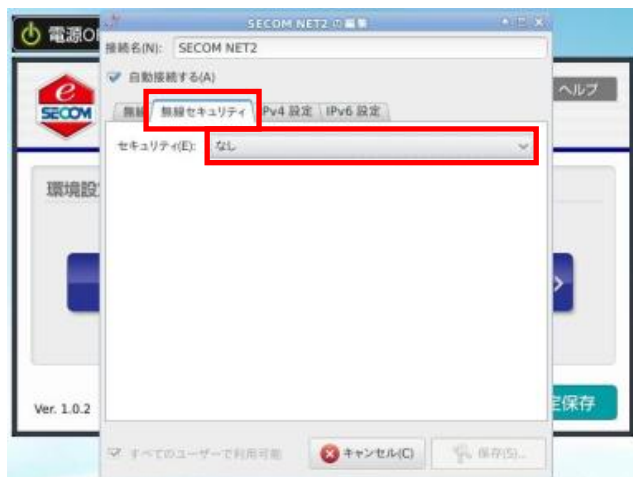 SECOM NET2 の編集
電源O
接続名(N): SECOM NET2
自動接続する(A)
ヘルプ
e
SECOM
無線 無線セキュリティ IPv4 設定 IPv6 設定
セキュリティ(E): なし
環境設
Ver. 1.0.2
保存
すべてのユーザーで利用可能 キャンセル(C) 保存(S)...